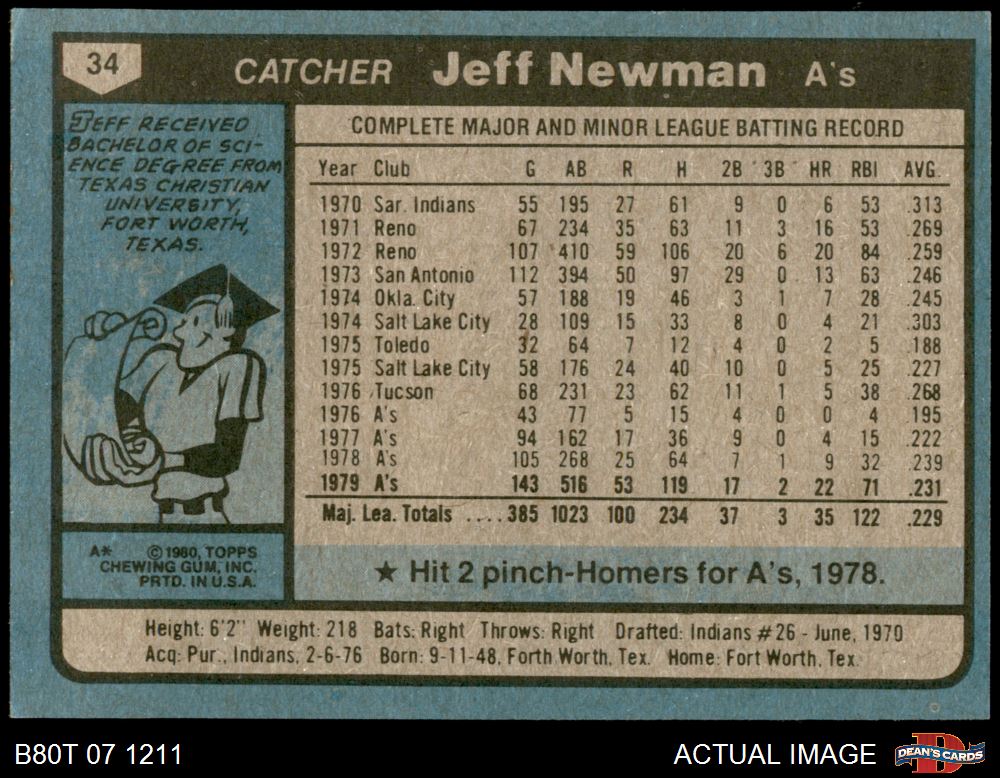 34 CATCHER Jeff Newman A's
JEFF RECEIVED
BACHELOR OF SCI-
ENCE DEGREE FROM
TEXAS CHRISTIAN
UNIVERSITY,
FORT WORTH,
TEXAS.
A* ©1980, TOPPS
CHEWING GUM, INC.
PRTD. IN U.S.A.
COMPLETE MAJOR AND MINOR LEAGUE BATTING RECORD
Year Club G AB R H 2B 3B HR RBI AVG.
1970 Sar. Indians 55 195 27 61 9 0 6 53 .313
1971 Reno 67 234 35 63 11 3 16 53 .269
1972 Reno 107 410 59 106 20 6 20 84 .259
1973 San Antonio 112 394 50 97 29 0 13 63 .246
1974 Okla. City 57 188 19 46 3 1 7 28 .245
1974 Salt Lake City 28 109 15 33 8 0 4 21 .303
1975 Toledo 32 64 7 12 4 0 2 5 .188
1975 Salt Lake City 58 176 24 40 10 0 5 25 .227
1976 Tucson 68 231 23 62 11 1 5 38 .268
1976 A's 43 77 5 15 4 0 0 4 .195
1977 A's 94 162 17 36 9 0 4 15 .222
1978 A's 105 268 25 64 7 1 9 32 .239
1979 A's 143 516 53 119 17 2 22 71 .231
Maj. Lea. Totals ....385 1023 100 234 37 3 35 122 .229
★ Hit 2 pinch-Homers for A's, 1978.
Height: 6'2" Weight: 218 Bats: Right Throws: Right Drafted: Indians #26 - June, 1970
Acq: Pur., Indians, 2-6-76 Born: 9-11-48, Forth Worth, Tex. Home: Fort Worth, Tex.
B80T 07 1211
ACTUAL IMAGE
DEAN'S CARDS